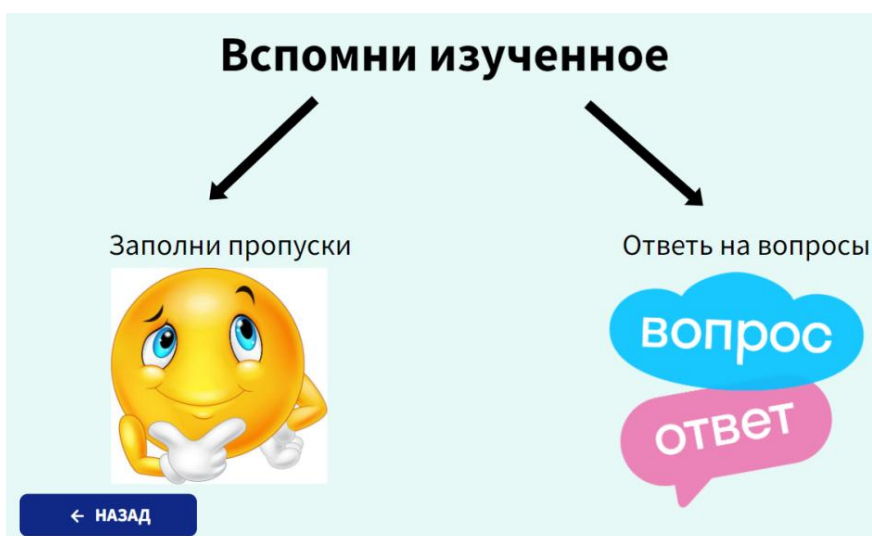 Вспомни изученное
Заполни пропуски
Ответь на вопросы
вопрос
ответ
← НАЗАД